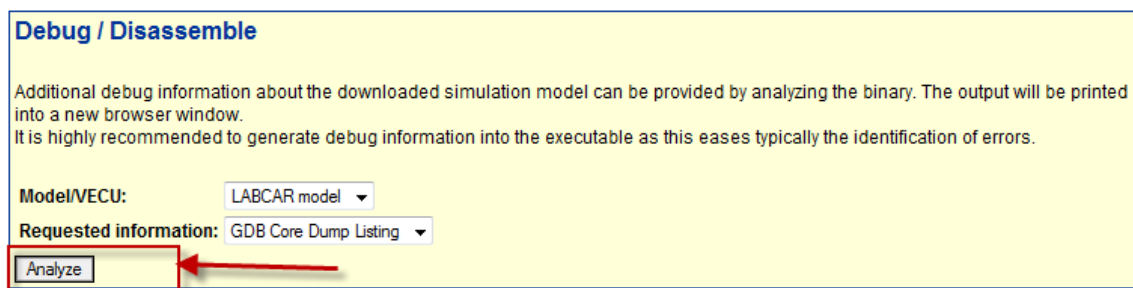 Debug / Disassemble
Additional debug information about the downloaded simulation model can be provided by analyzing the binary. The output will be printed
into a new browser window.
It is highly recommended to generate debug information into the executable as this eases typically the identification of errors.
Model/VECU: LABCAR model
Requested information: GDB Core Dump Listing
Analyze